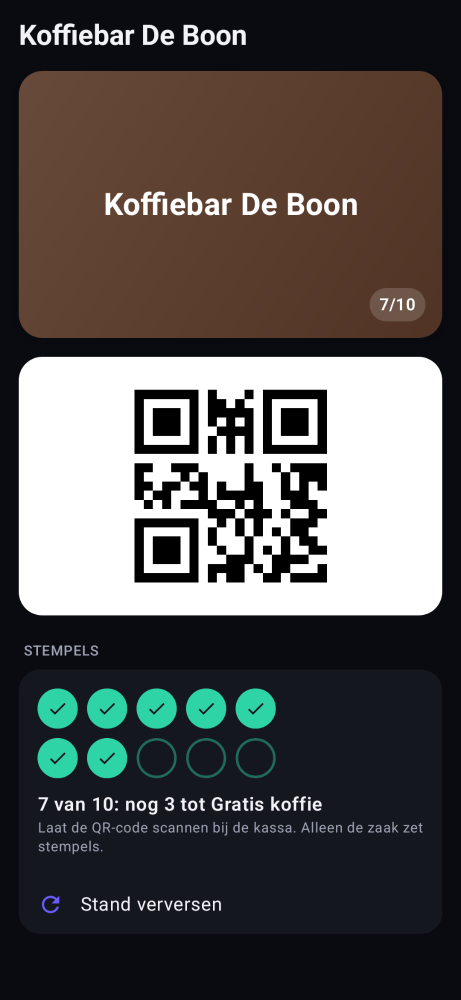 Koffiebar De Boon
Koffiebar De Boon
7/10
STEMPELS
7 van 10: nog 3 tot Gratis koffie
Laat de QR-code scannen bij de kassa. Alleen de zaak zet
stempels.
Stand verversen